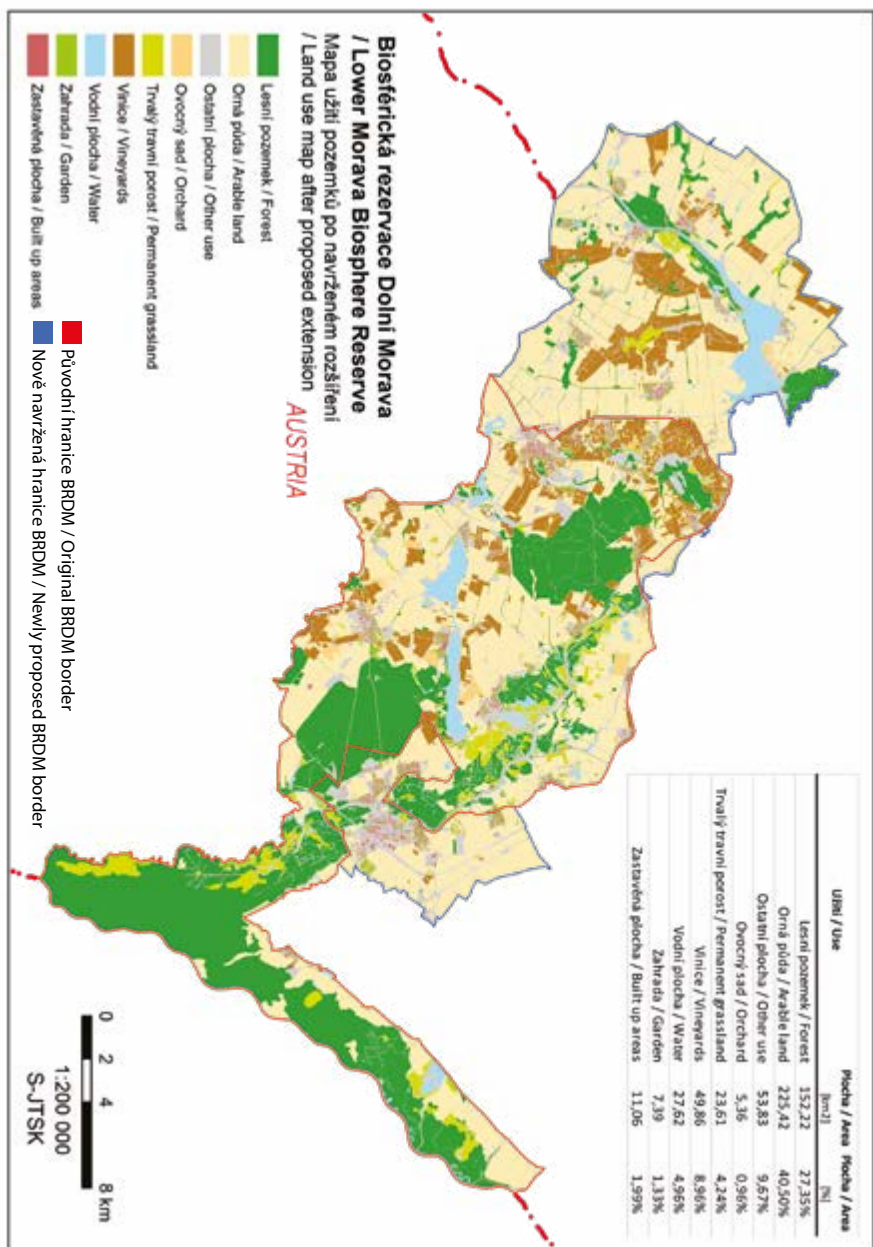 Biosférická rezervace Dolní Morava
/ Lower Morava Biosphere Reserve
Mapa užití pozemků po navrženém rozšíření
/ Land use map after proposed extension
Lesní pozemek / Forest
Orná půda / Arable land
Ostatní plocha / Other use
Ovocný sad / Orchard
Trvalý travní porost / Permanent grassland
Vinice / Vineyards
Vodní plocha / Water
Zahrada / Garden
Zastavěná plocha / Built up areas
Původní hranice BRDM / Original BRDM border
Nově navržená hranice BRDM / Newly proposed BRDM border
AUSTRIA
Užití / Use Plocha / Area Plocha / Area
[km2] [%]
Lesní pozemek / Forest 152,22 27,35%
Orná půda / Arable land 225,42 40,50%
Ostatní plocha / Other use 53,83 9,67%
Ovocný sad / Orchard 5,36 0,96%
Trvalý travní porost / Permanent grassland 23,61 4,24%
Vinice / Vineyards 49,86 8,96%
Vodní plocha / Water 27,62 4,96%
Zahrada / Garden 7,39 1,33%
Zastavěná plocha / Built up areas 11,06 1,99%
0 2 4 8 km
1:200 000
S-JTSK